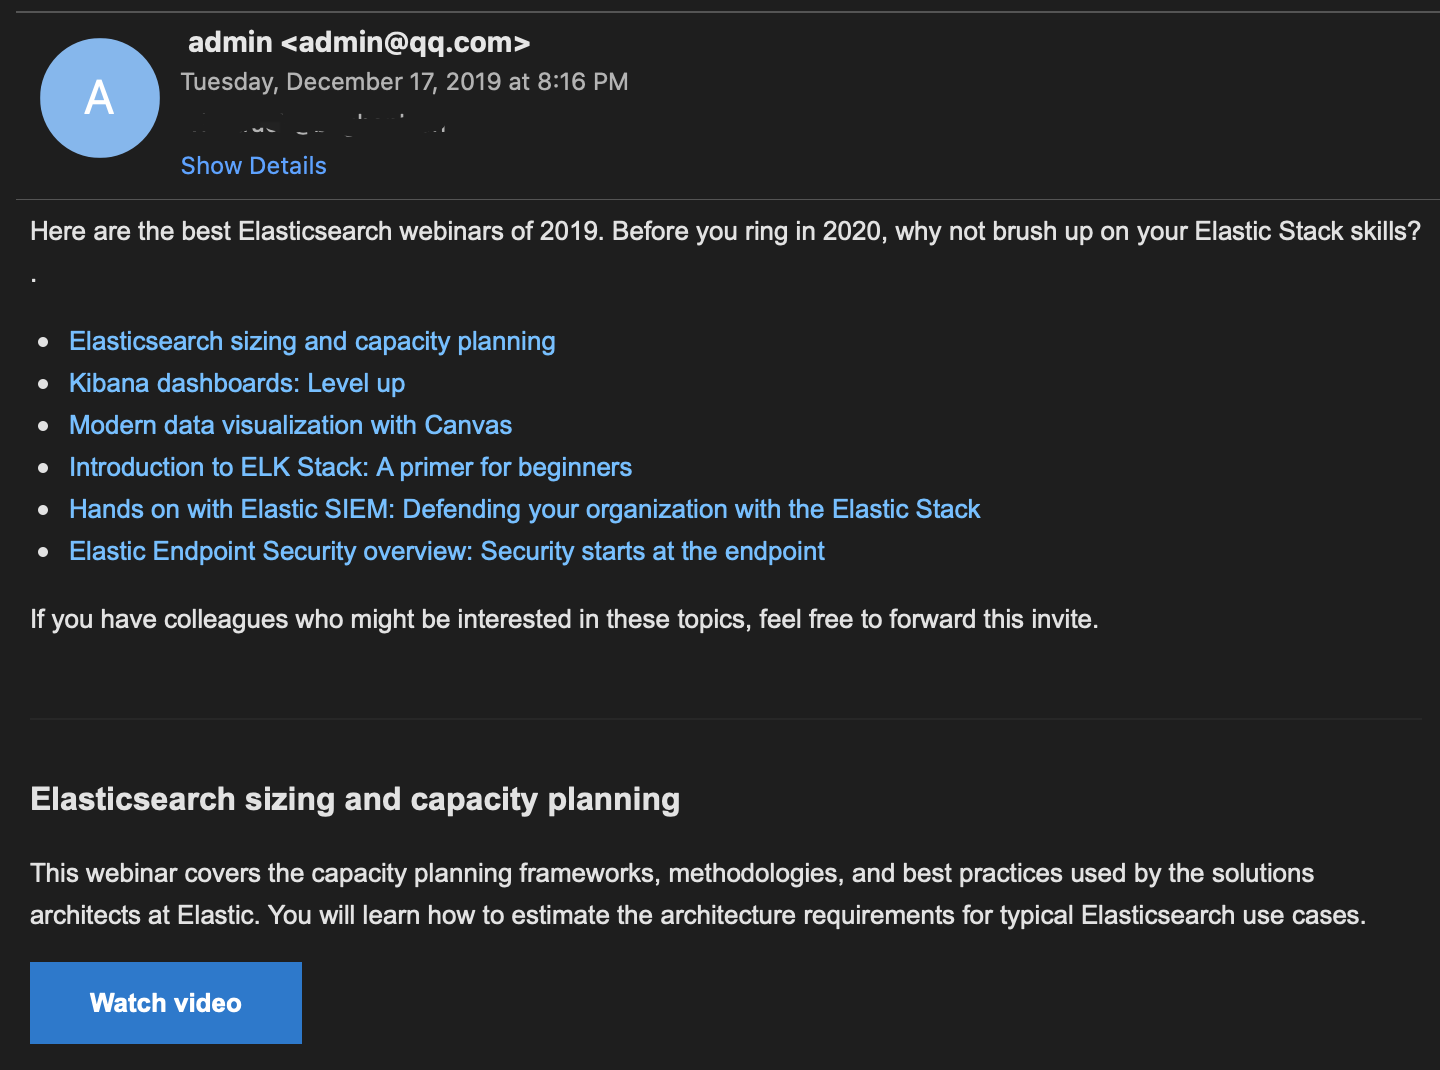 A
admin <admin@qq.com>
Tuesday, December 17, 2019 at 8:16 PM
Show Details
Here are the best Elasticsearch webinars of 2019. Before you ring in 2020, why not brush up on your Elastic Stack skills?
.
• Elasticsearch sizing and capacity planning
• Kibana dashboards: Level up
• Modern data visualization with Canvas
• Introduction to ELK Stack: A primer for beginners
• Hands on with Elastic SIEM: Defending your organization with the Elastic Stack
• Elastic Endpoint Security overview: Security starts at the endpoint
If you have colleagues who might be interested in these topics, feel free to forward this invite.
Elasticsearch sizing and capacity planning
This webinar covers the capacity planning frameworks, methodologies, and best practices used by the solutions
architects at Elastic. You will learn how to estimate the architecture requirements for typical Elasticsearch use cases.
Watch video